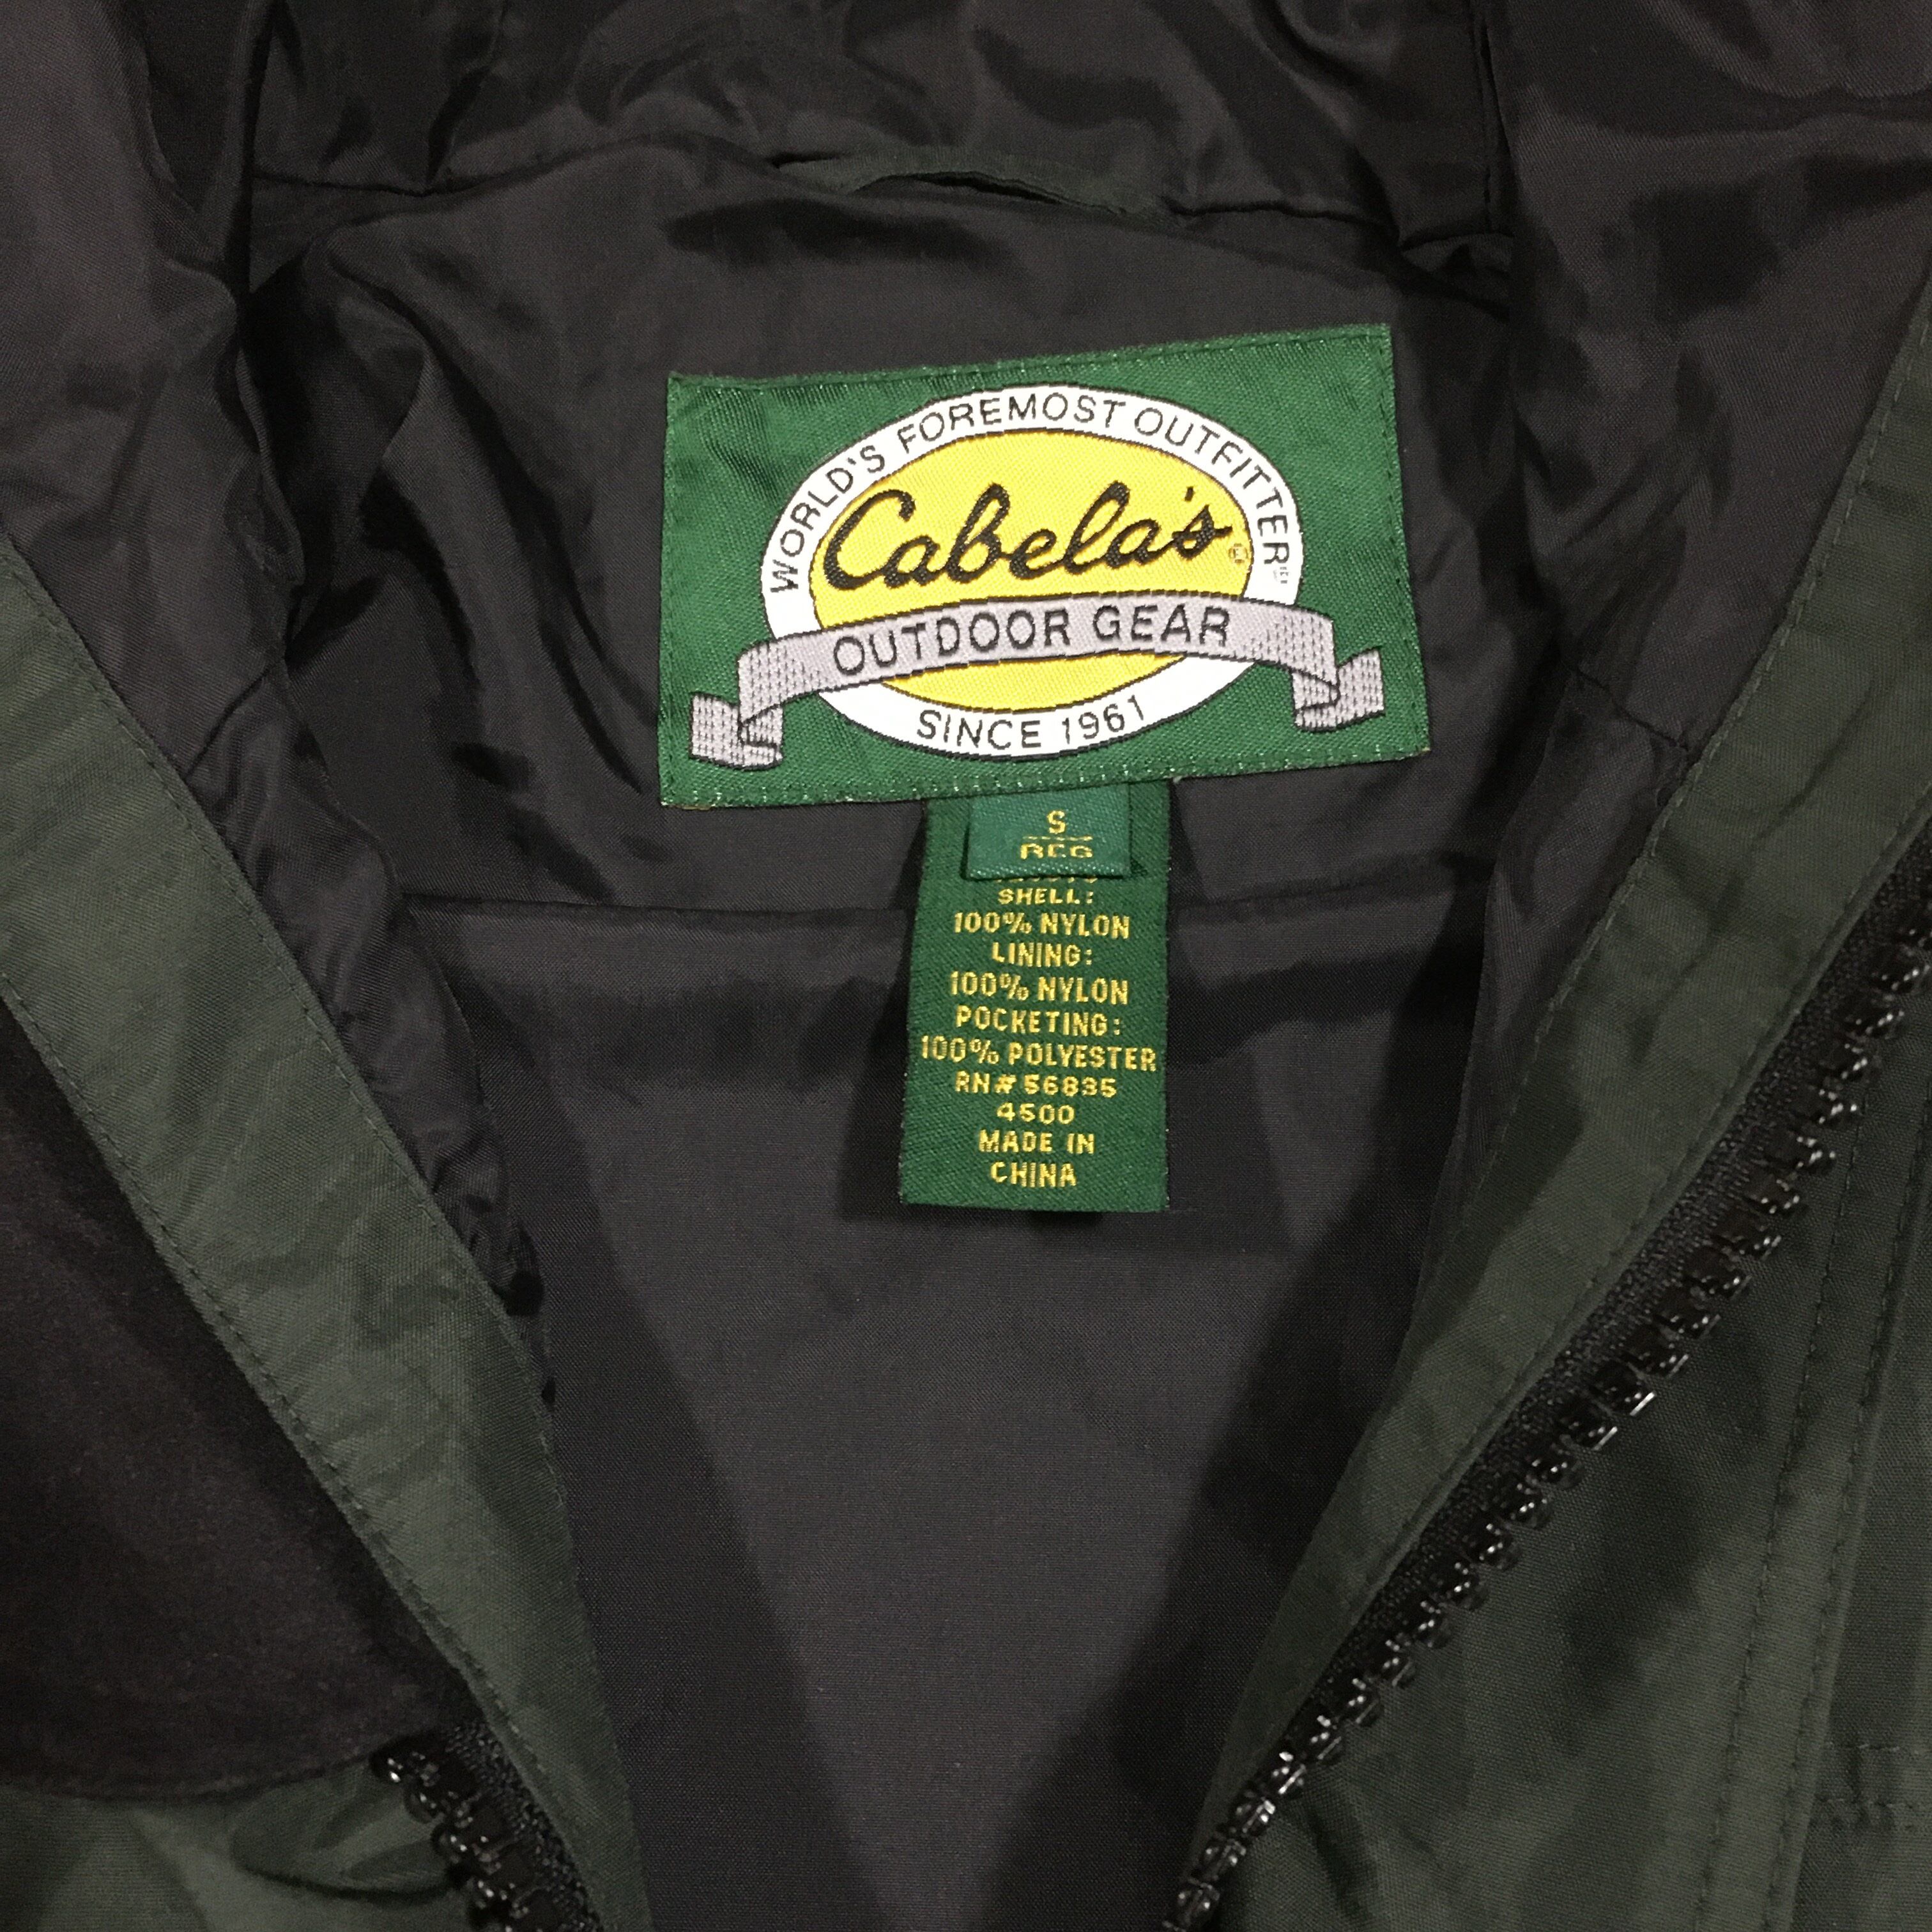 WORLD'S FOREMOST OUTFITTER
Cabela's®
OUTDOOR GEAR
SINCE 1961
S
REG
SHELL:
100% NYLON
LINING:
100% NYLON
POCKETING:
100% POLYESTER
RN# 56835
4500
MADE IN
CHINA